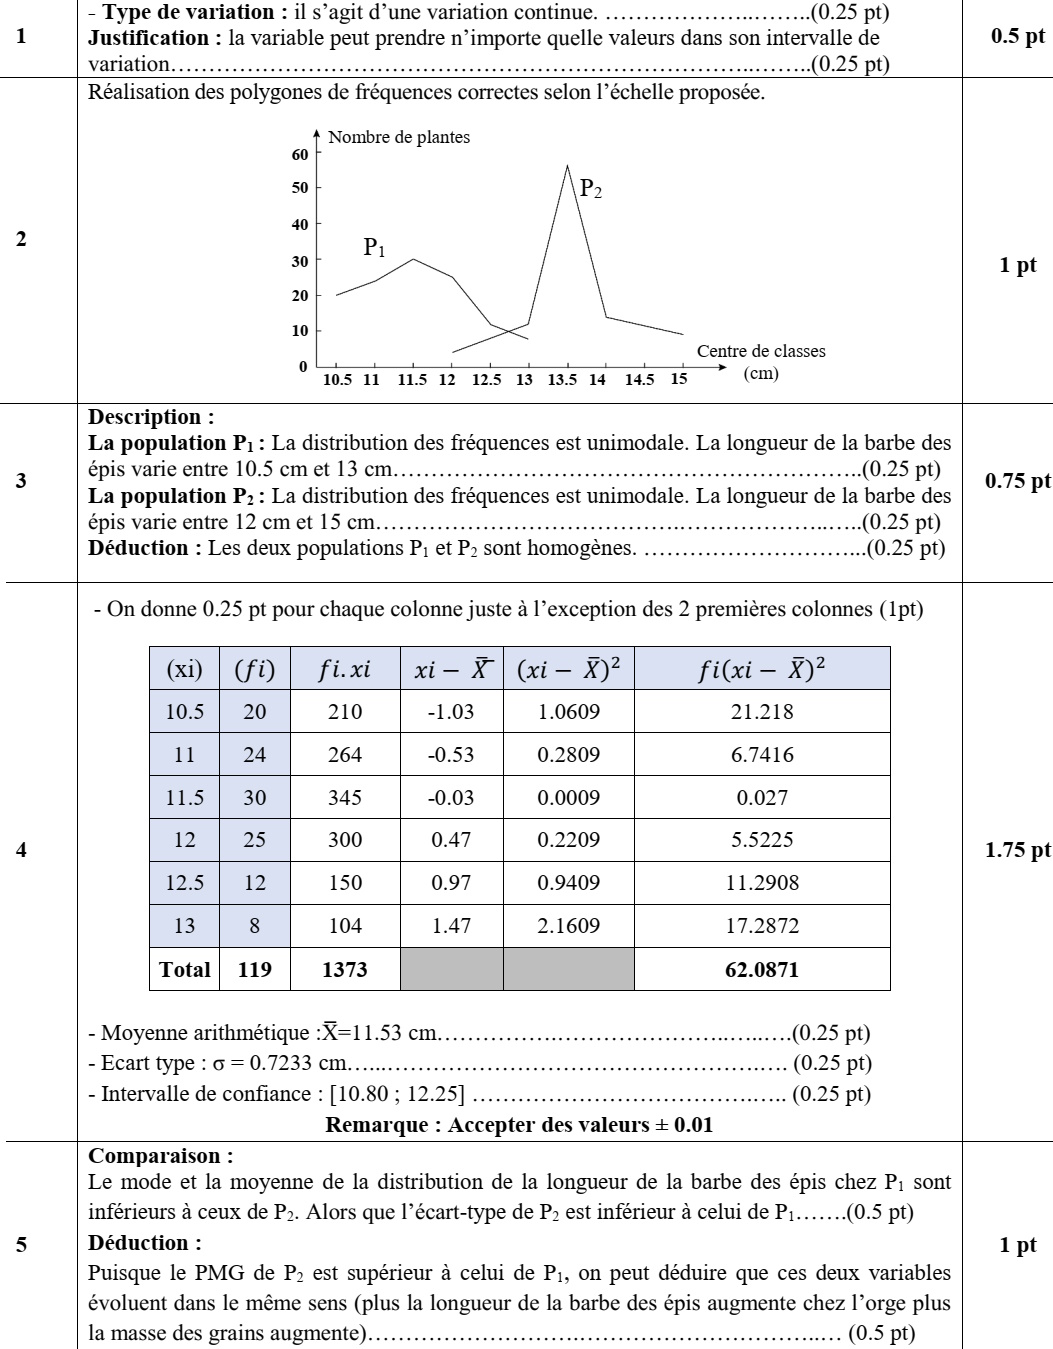 1
- Type de variation : il s’agit d’une variation continue. ………………..……..(0.25 pt)
Justification : la variable peut prendre n’importe quelle valeurs dans son intervalle de
variation…………………………………………………………………..……..(0.25 pt)
0.5 pt
2
Réalisation des polygones de fréquences correctes selon l’échelle proposée.
Nombre de plantes
60
50
40
30
20
10
0
P1
P2
10.5 11 11.5 12 12.5 13 13.5 14 14.5 15
Centre de classes
(cm)
1 pt
3
Description :
La population P1 : La distribution des fréquences est unimodale. La longueur de la barbe des
épis varie entre 10.5 cm et 13 cm……………………………………………………..(0.25 pt)
La population P2 : La distribution des fréquences est unimodale. La longueur de la barbe des
épis varie entre 12 cm et 15 cm………………………………….………………..…..(0.25 pt)
Déduction : Les deux populations P1 et P2 sont homogènes. ………………………...(0.25 pt)
0.75 pt
4
- On donne 0.25 pt pour chaque colonne juste à l’exception des 2 premières colonnes (1pt)
(xi) (fi) fi.xi xi − X̅ (xi − X̅)² fi(xi − X̅)²
10.5 20 210 -1.03 1.0609 21.218
11 24 264 -0.53 0.2809 6.7416
11.5 30 345 -0.03 0.0009 0.027
12 25 300 0.47 0.2209 5.5225
12.5 12 150 0.97 0.9409 11.2908
13 8 104 1.47 2.1609 17.2872
Total 119 1373 62.0871
- Moyenne arithmétique :X̅=11.53 cm…………….………………….…..…..….(0.25 pt)
- Ecart type : σ = 0.7233 cm…...………………………………………….…. (0.25 pt)
- Intervalle de confiance : [10.80 ; 12.25] ……………………………….….. (0.25 pt)
Remarque : Accepter des valeurs ± 0.01
1.75 pt
5
Comparaison :
Le mode et la moyenne de la distribution de la longueur de la barbe des épis chez P1 sont
inférieurs à ceux de P2. Alors que l’écart-type de P2 est inférieur à celui de P1…….(0.5 pt)
Déduction :
Puisque le PMG de P2 est supérieur à celui de P1, on peut déduire que ces deux variables
évoluent dans le même sens (plus la longueur de la barbe des épis augmente chez l’orge plus
la masse des grains augmente)……………………….…………………………..… (0.5 pt)
1 pt